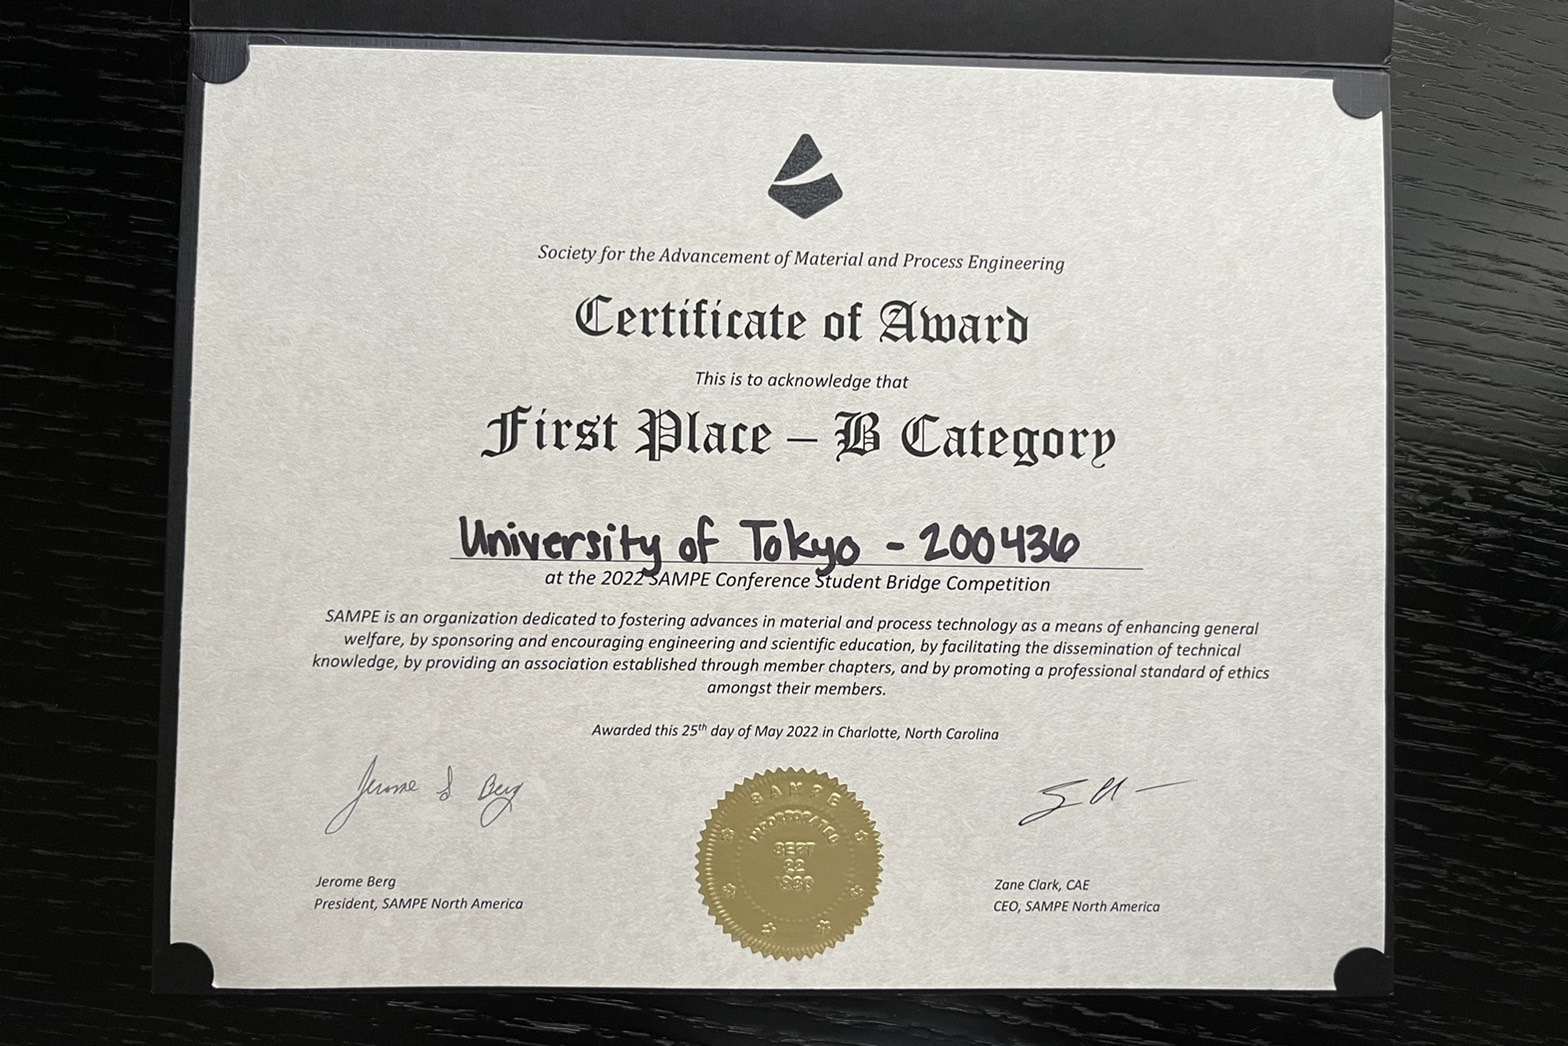 Society for the Advancement of Material and Process Engineering
Certificate of Award
This is to acknowledge that
First Place – B Category
University of Tokyo - 200436
at the 2022 SAMPE Conference Student Bridge Competition
SAMPE is an organization dedicated to fostering advances in material and process technology as a means of enhancing general
welfare, by sponsoring and encouraging engineering and scientific education, by facilitating the dissemination of technical
knowledge, by providing an association established through member chapters, and by promoting a professional standard of ethics
amongst their members.
Awarded this 25th day of May 2022 in Charlotte, North Carolina
Jerome S Berg
SAMPE
SEPT
1960
Jerome Berg
President, SAMPE North America
Zane Clark, CAE
CEO, SAMPE North America